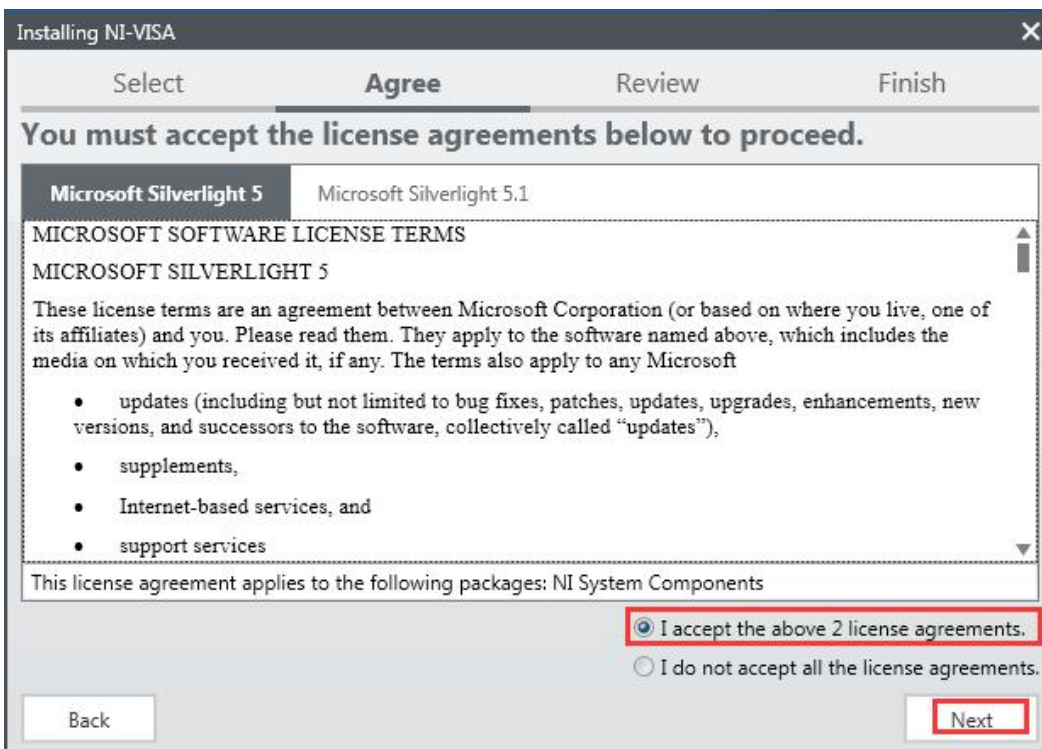 Installing NI-VISA
Select Agree Review Finish
You must accept the license agreements below to proceed.
Microsoft Silverlight 5 Microsoft Silverlight 5.1
MICROSOFT SOFTWARE LICENSE TERMS
MICROSOFT SILVERLIGHT 5
These license terms are an agreement between Microsoft Corporation (or based on where you live, one of
its affiliates) and you. Please read them. They apply to the software named above, which includes the
media on which you received it, if any. The terms also apply to any Microsoft
• updates (including but not limited to bug fixes, patches, updates, upgrades, enhancements, new
versions, and successors to the software, collectively called “updates”),
• supplements,
• Internet-based services, and
• support services
This license agreement applies to the following packages: NI System Components
I accept the above 2 license agreements.
I do not accept all the license agreements.
Back Next